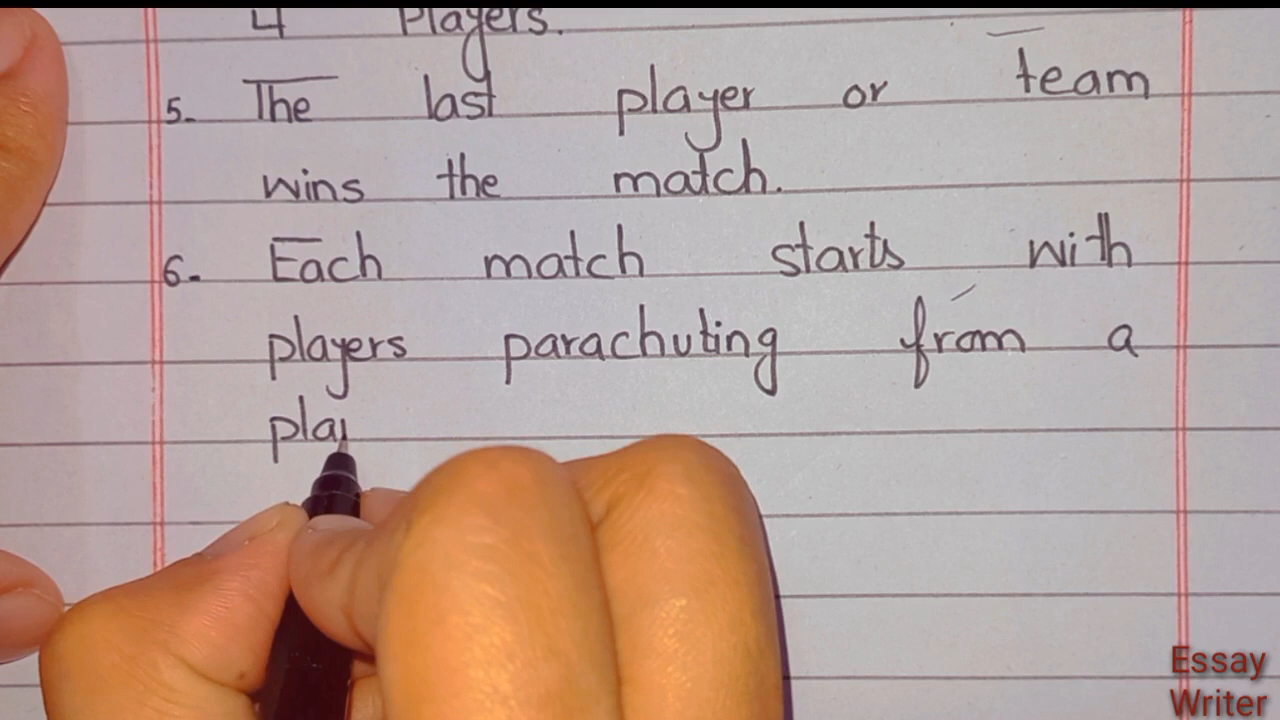 4 Players.
5. The last player or team
wins the match.
6. Each match starts with
players parachuting from a
pla
Essay
Writer